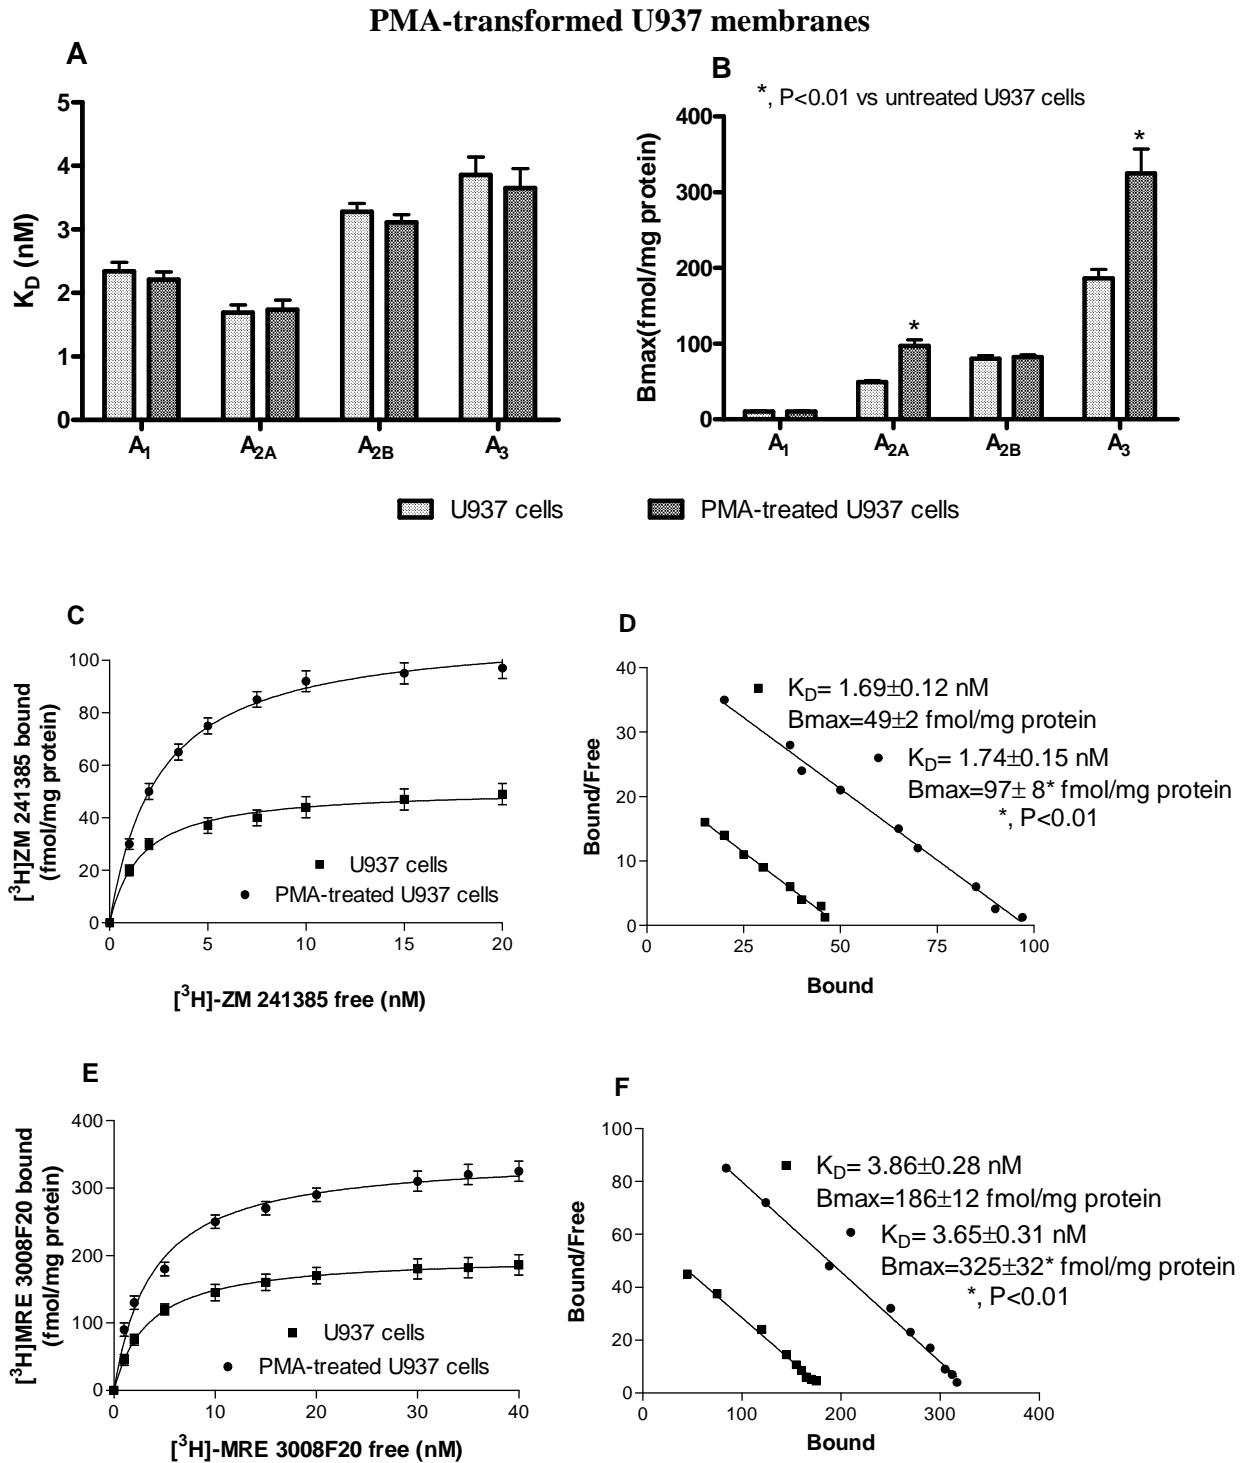 PMA-transformed U937 membranes
A
B
*, P<0.01 vs untreated U937 cells
5
4
3
2
1
0
K_D (nM)
A_1
A_2A
A_2B
A_3
400
300
200
100
0
Bmax(fmol/mg protein)
*
*
A_1
A_2A
A_2B
A_3
U937 cells
PMA-treated U937 cells
C
100
80
60
40
20
0
[³H]ZM 241385 bound
(fmol/mg protein)
U937 cells
PMA-treated U937 cells
0 5 10 15 20
[³H]-ZM 241385 free (nM)
D
40
30
20
10
0
Bound/Free
K_D= 1.69±0.12 nM
Bmax=49±2 fmol/mg protein
K_D= 1.74±0.15 nM
Bmax=97± 8* fmol/mg protein
*, P<0.01
0 25 50 75 100
Bound
E
400
300
200
100
0
[³H]MRE 3008F20 bound
(fmol/mg protein)
U937 cells
PMA-treated U937 cells
0 10 20 30 40
[³H]-MRE 3008F20 free (nM)
F
100
80
60
40
20
0
Bound/Free
K_D= 3.86±0.28 nM
Bmax=186±12 fmol/mg protein
K_D= 3.65±0.31 nM
Bmax=325±32* fmol/mg protein
*, P<0.01
0 100 200 300 400
Bound